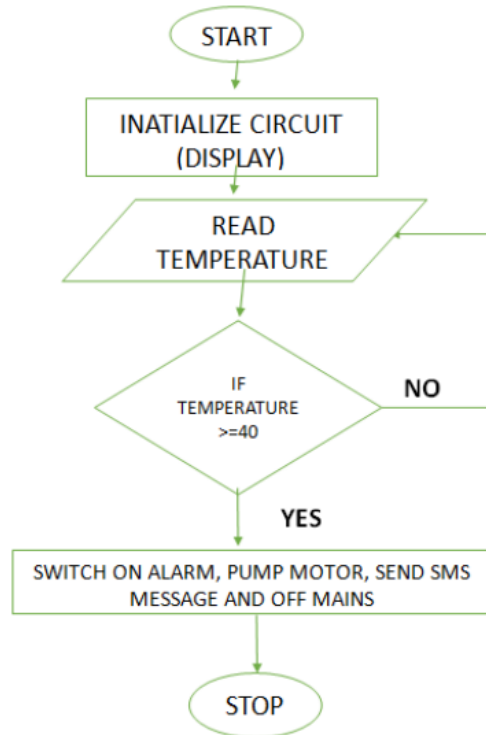 START
INATIALIZE CIRCUIT
(DISPLAY)
READ
TEMPERATURE
IF
TEMPERATURE
>=40
NO
YES
SWITCH ON ALARM, PUMP MOTOR, SEND SMS
MESSAGE AND OFF MAINS
STOP